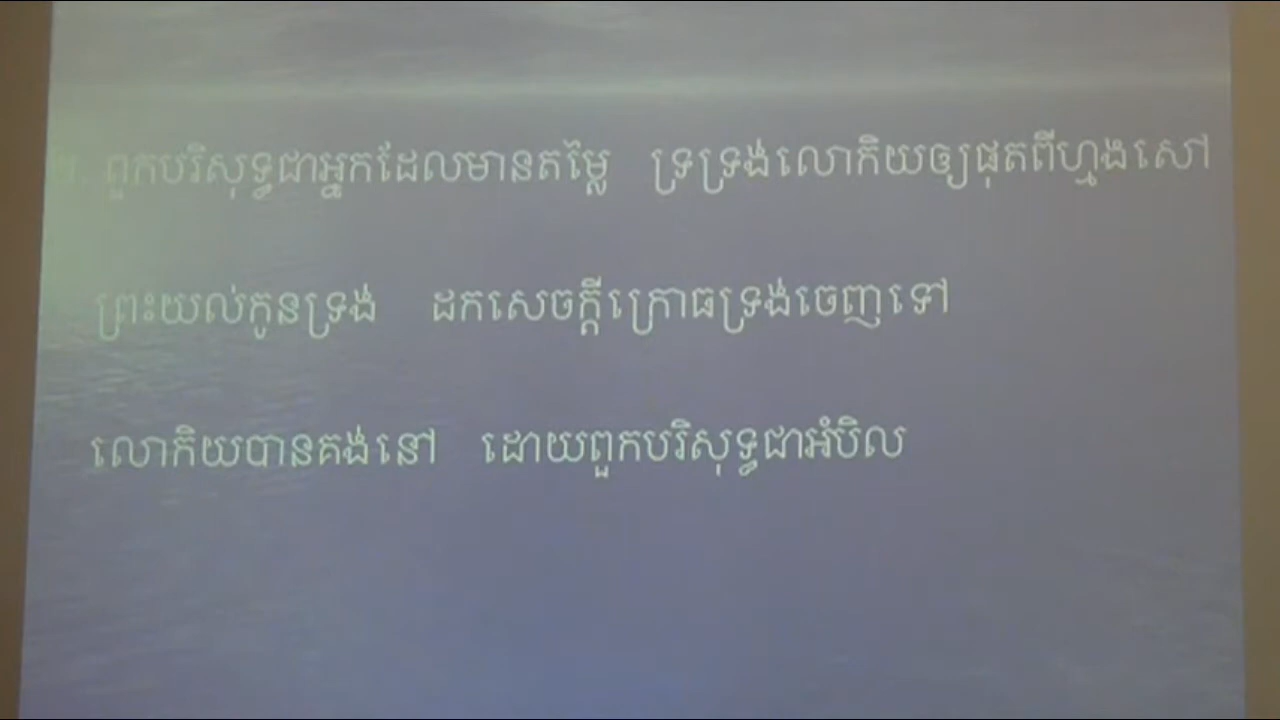 ពួកបរិសុទ្ធជាអ្នកដែលមានតម្លៃ ទ្រទ្រង់លោកិយឲ្យផុតពីហ្មងសៅ
ព្រះយល់កូនទ្រង់ ដកសេចក្ដីក្រោធទ្រង់ចេញទៅ
លោកិយបានគង់នៅ ដោយពួកបរិសុទ្ធជាអំបិល